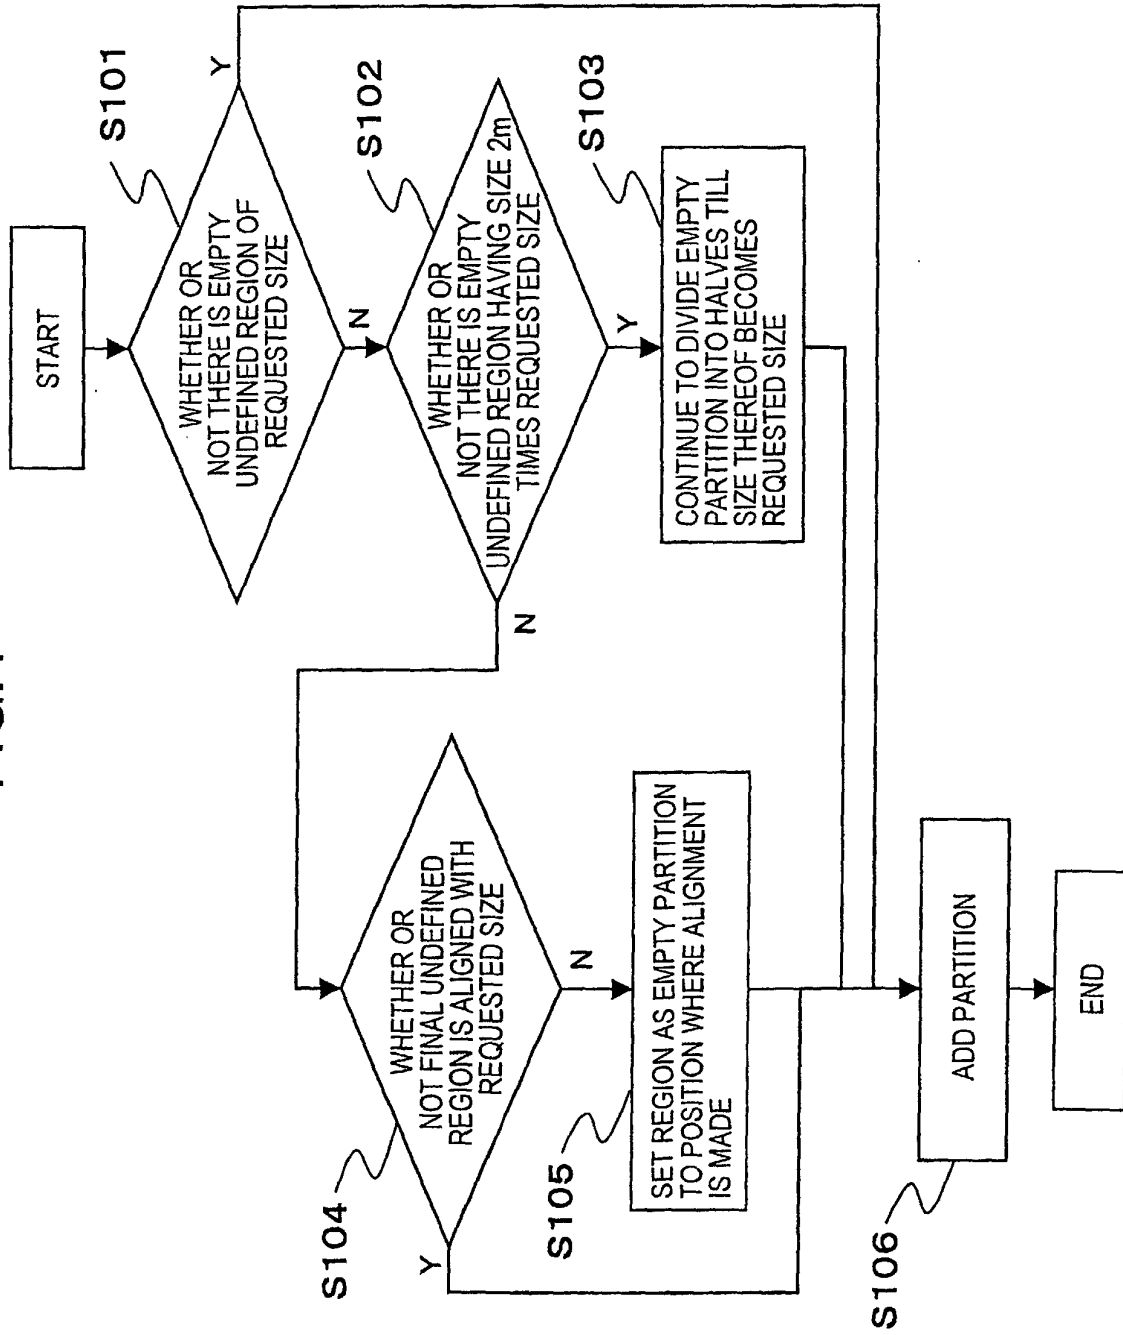 START
S101
WHETHER OR
NOT THERE IS EMPTY
UNDEFINED REGION OF
REQUESTED SIZE
Y
N
S102
WHETHER OR
NOT THERE IS EMPTY
UNDEFINED REGION HAVING SIZE 2m
TIMES REQUESTED SIZE
N
Y
S103
CONTINUE TO DIVIDE EMPTY
PARTITION INTO HALVES TILL
SIZE THEREOF BECOMES
REQUESTED SIZE
S104
WHETHER OR
NOT FINAL UNDEFINED
REGION IS ALIGNED WITH
REQUESTED SIZE
Y
N
S105
SET REGION AS EMPTY PARTITION
TO POSITION WHERE ALIGNMENT
IS MADE
S106
ADD PARTITION
END